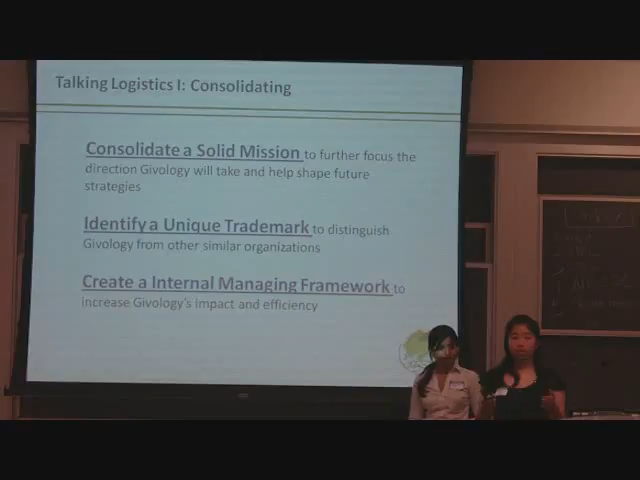 Talking Logistics I: Consolidating
Consolidate a Solid Mission to further focus the
direction Givology will take and help shape future
strategies
Identify a Unique Trademark to distinguish
Givology from other similar organizations
Create a Internal Managing Framework to
increase Givology's impact and efficiency